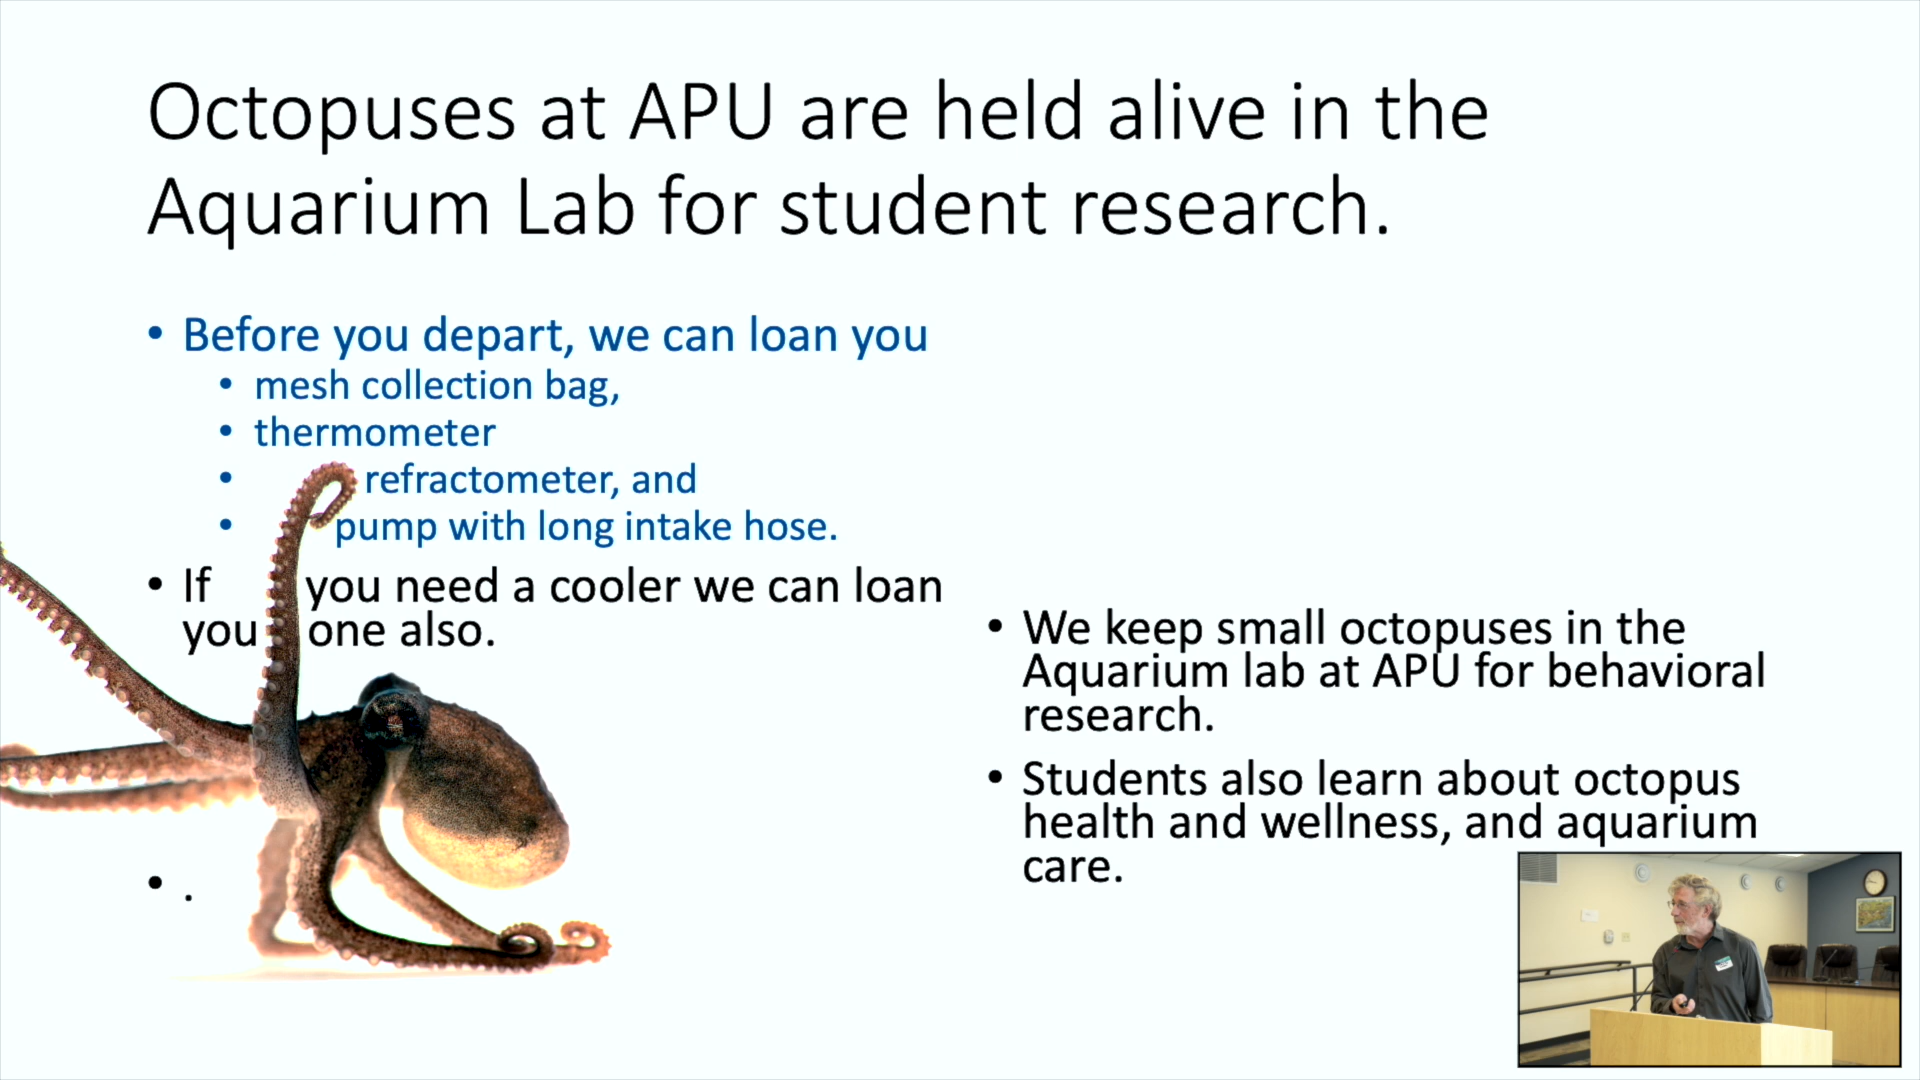 Octopuses at APU are held alive in the
Aquarium Lab for student research.
• Before you depart, we can loan you
• mesh collection bag,
• thermometer
• refractometer, and
• pump with long intake hose.
• If you need a cooler we can loan
you one also.
• .
• We keep small octopuses in the
Aquarium lab at APU for behavioral
research.
• Students also learn about octopus
health and wellness, and aquarium
care.